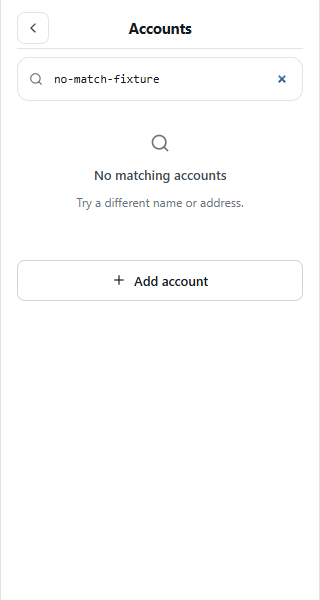 Accounts
no-match-fixture
No matching accounts
Try a different name or address.
Add account